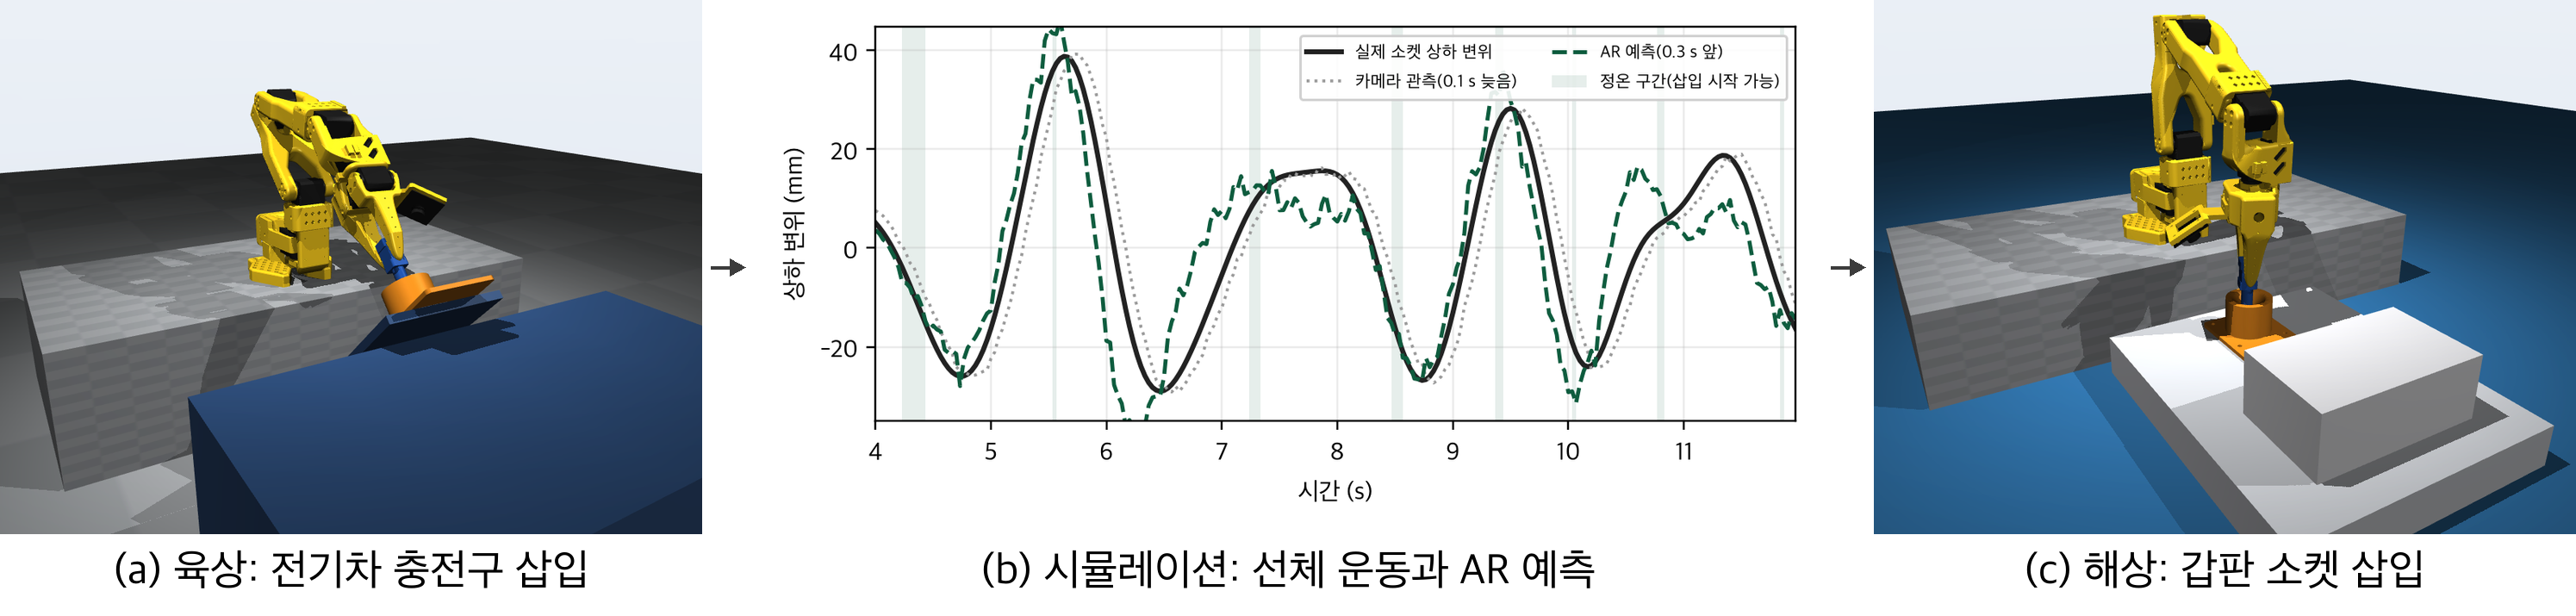 실제 소켓 상하 변위
카메라 관측(0.1 s 늦음)
AR 예측(0.3 s 앞)
정온 구간(삽입 시작 가능)
상하 변위 (mm)
40
20
0
-20
4 5 6 7 8 9 10 11
시간 (s)
(a) 육상: 전기차 충전구 삽입
(b) 시뮬레이션: 선체 운동과 AR 예측
(c) 해상: 갑판 소켓 삽입